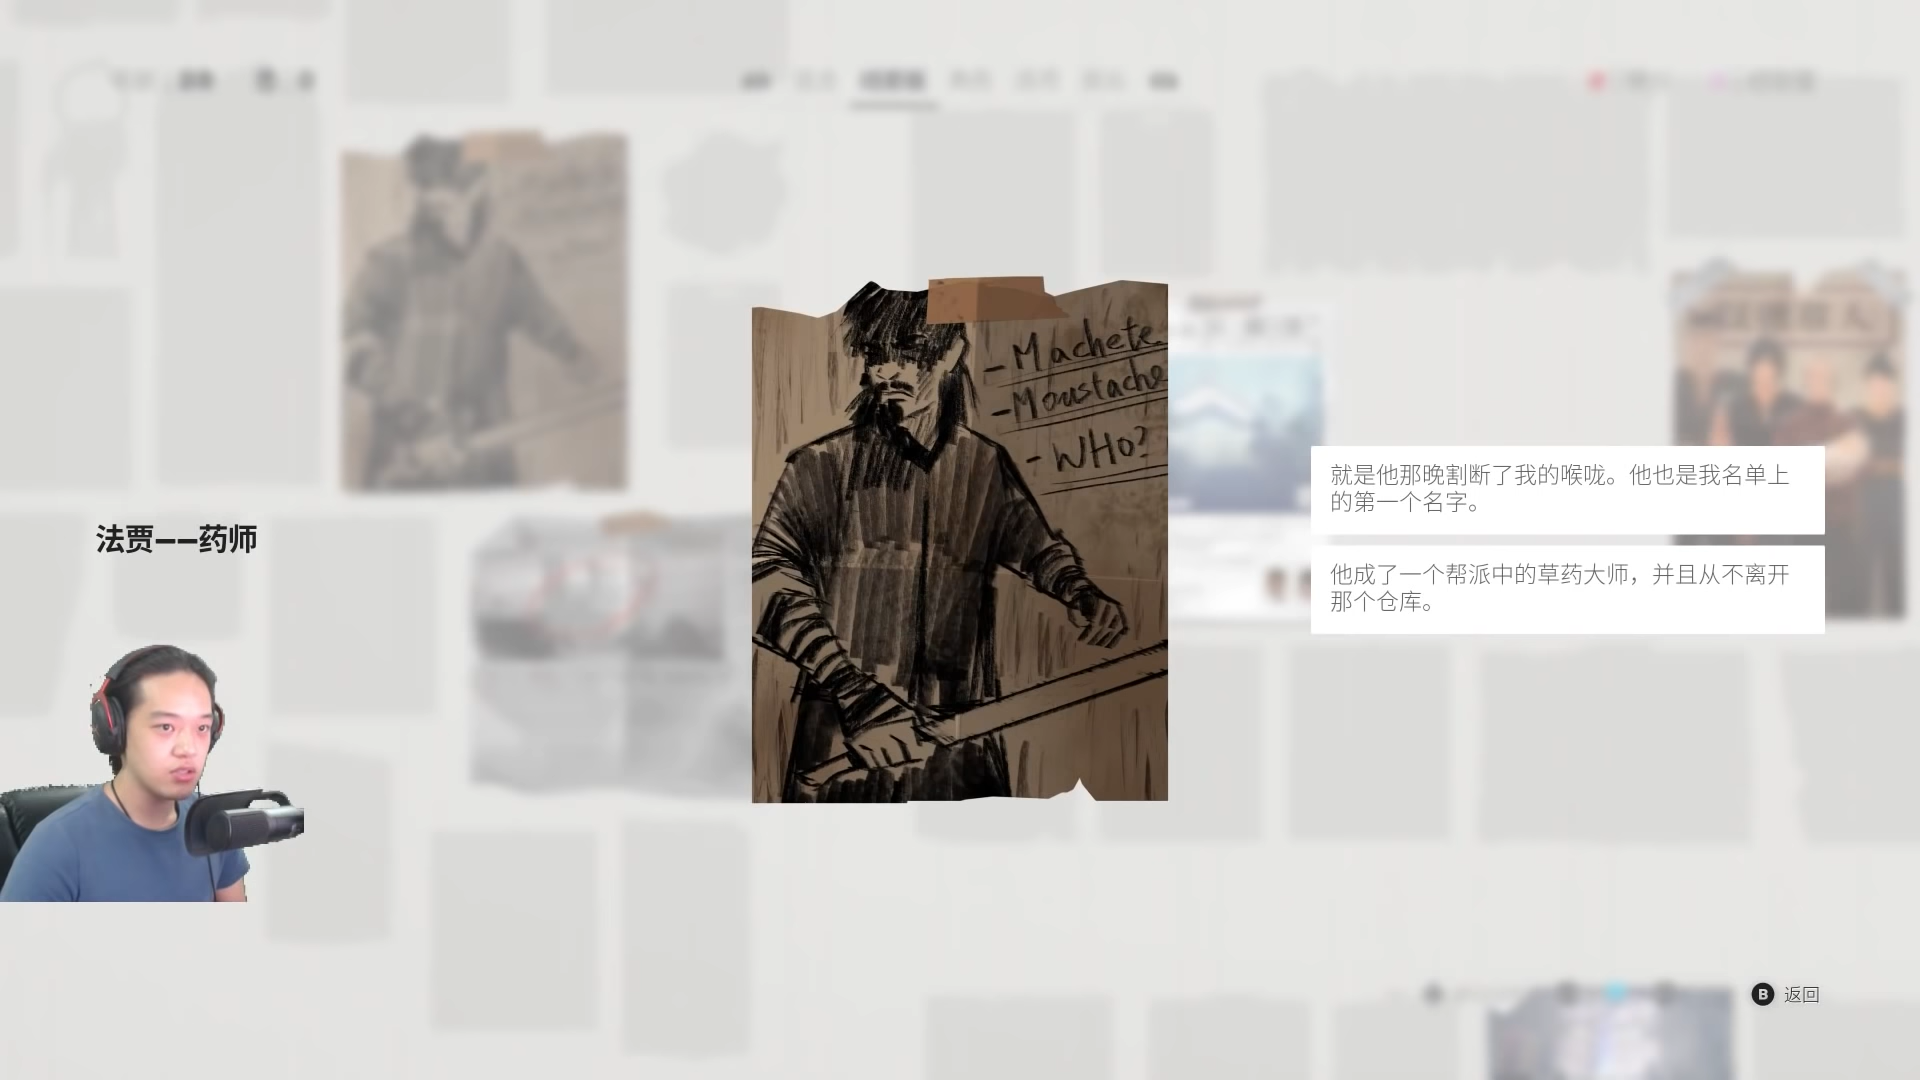 - Machete
- Moustache
- WHO?
就是他那晚割断了我的喉咙。他也是我名单上
的第一个名字。
法贾——药师
他成了一个帮派中的草药大师，并且从不离开
那个仓库。
B 返回